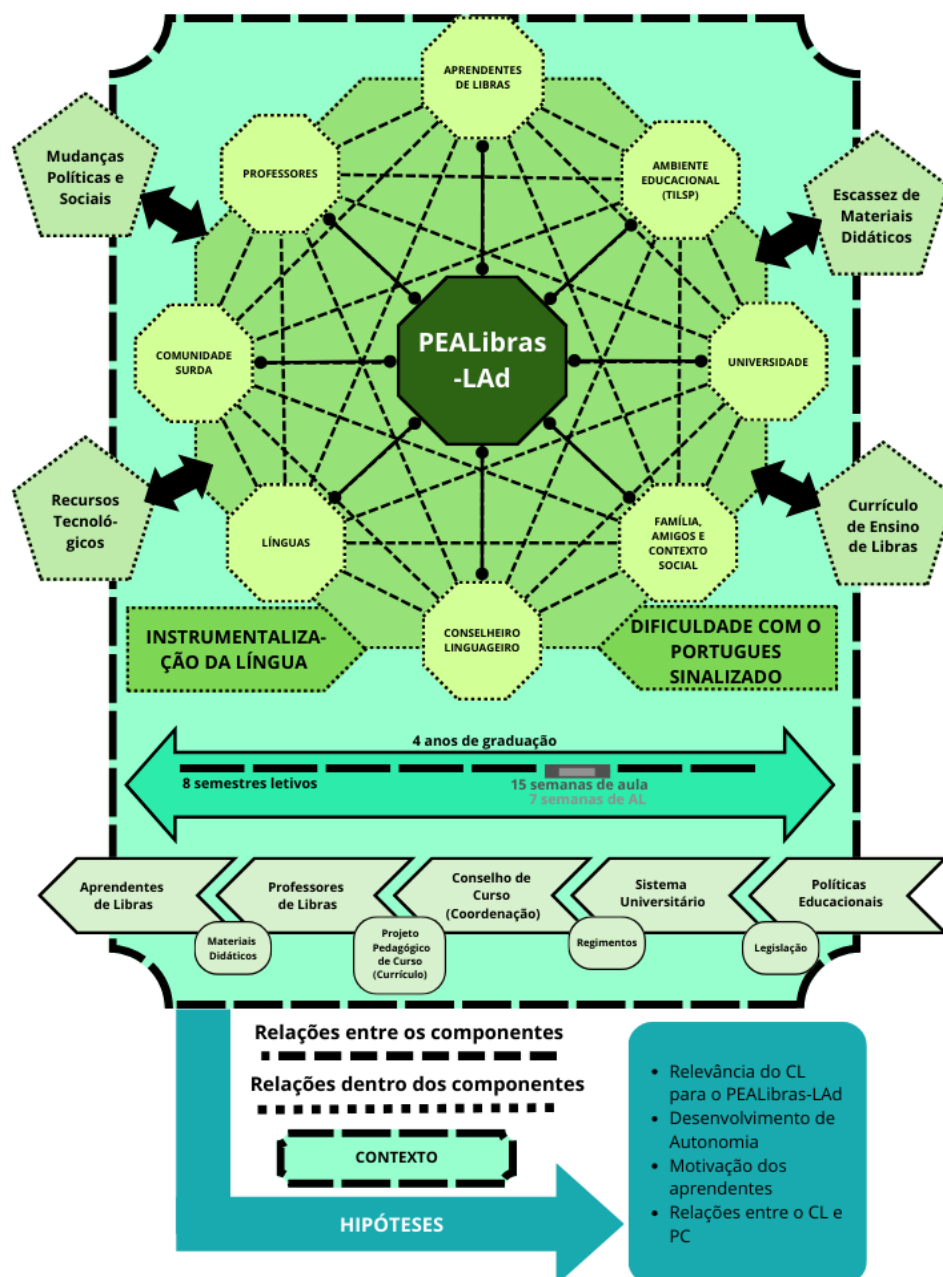 APRENDENTES
DE LIBRAS
PROFESSORES
AMBIENTE
EDUCACIONAL
(TILSP)
Mudanças
Políticas e
Sociais
Escassez de
Materiais
Didáticos
PEALibras
-LAd
COMUNIDADE
SURDA
UNIVERSIDADE
Recursos
Tecnoló-
gicos
LÍNGUAS
FAMÍLIA,
AMIGOS E
CONTEXTO
SOCIAL
Currículo
de Ensino
de Libras
INSTRUMENTALIZA-
ÇÃO DA LÍNGUA
CONSELHEIRO
LINGUAGEIRO
DIFICULDADE COM O
PORTUGUES
SINALIZADO
4 anos de graduação
8 semestres letivos
15 semanas de aula
7 semanas de AL
Aprendentes
de Libras
Professores
de Libras
Conselho de
Curso
(Coordenação)
Sistema
Universitário
Políticas
Educacionais
Materiais
Didáticos
Projeto
Pedagógico
de Curso
(Currículo)
Regimentos
Legislação
Relações entre os componentes
Relações dentro dos componentes
CONTEXTO
HIPÓTESES
• Relevância do CL
para o PEALibras-LAd
• Desenvolvimento de
Autonomia
• Motivação dos
aprendentes
• Relações entre o CL e
PC